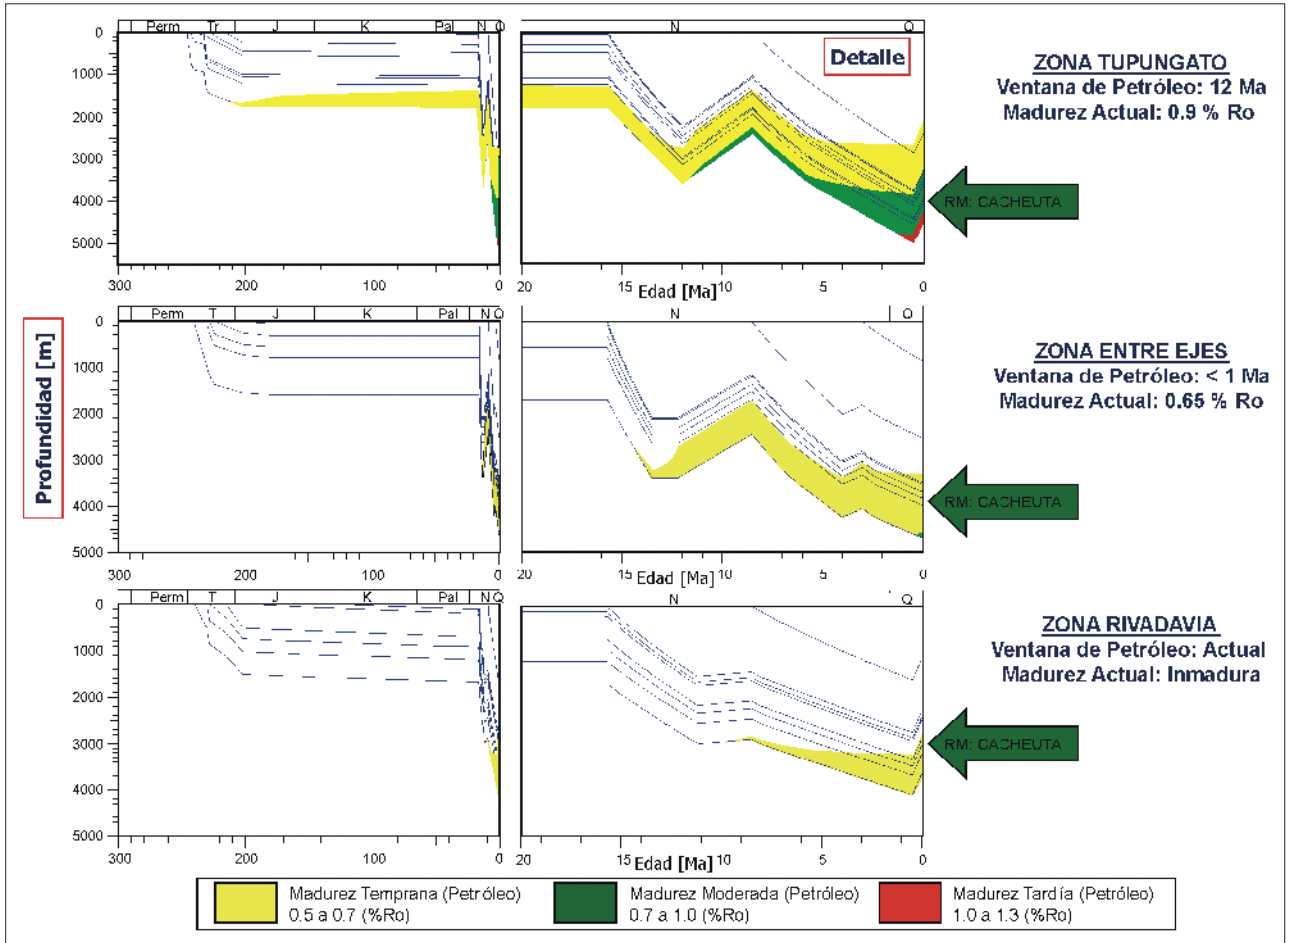 Perm Tr J K Pal N Q
N Q
0
1000
2000
3000
4000
5000
Detalle
ZONA TUPUNGATO
Ventana de Petróleo: 12 Ma
Madurez Actual: 0.9 % Ro
RM: CACHEUTA
300 200 100 0
20 15 Edad [Ma] 10 5 0
Profundidad [m]
Perm T J K Pal N Q
N Q
0
1000
2000
3000
4000
5000
ZONA ENTRE EJES
Ventana de Petróleo: < 1 Ma
Madurez Actual: 0.65 % Ro
RM: CACHEUTA
300 200 100 0
20 15 Edad [Ma] 10 5 0
Perm T J K Pal N Q
N Q
0
1000
2000
3000
4000
5000
ZONA RIVADAVIA
Ventana de Petróleo: Actual
Madurez Actual: Inmadura
RM: CACHEUTA
300 200 100 0
20 15 Edad [Ma] 10 5 0
Madurez Temprana (Petróleo)
0.5 a 0.7 (%Ro)
Madurez Moderada (Petróleo)
0.7 a 1.0 (%Ro)
Madurez Tardía (Petróleo)
1.0 a 1.3 (%Ro)